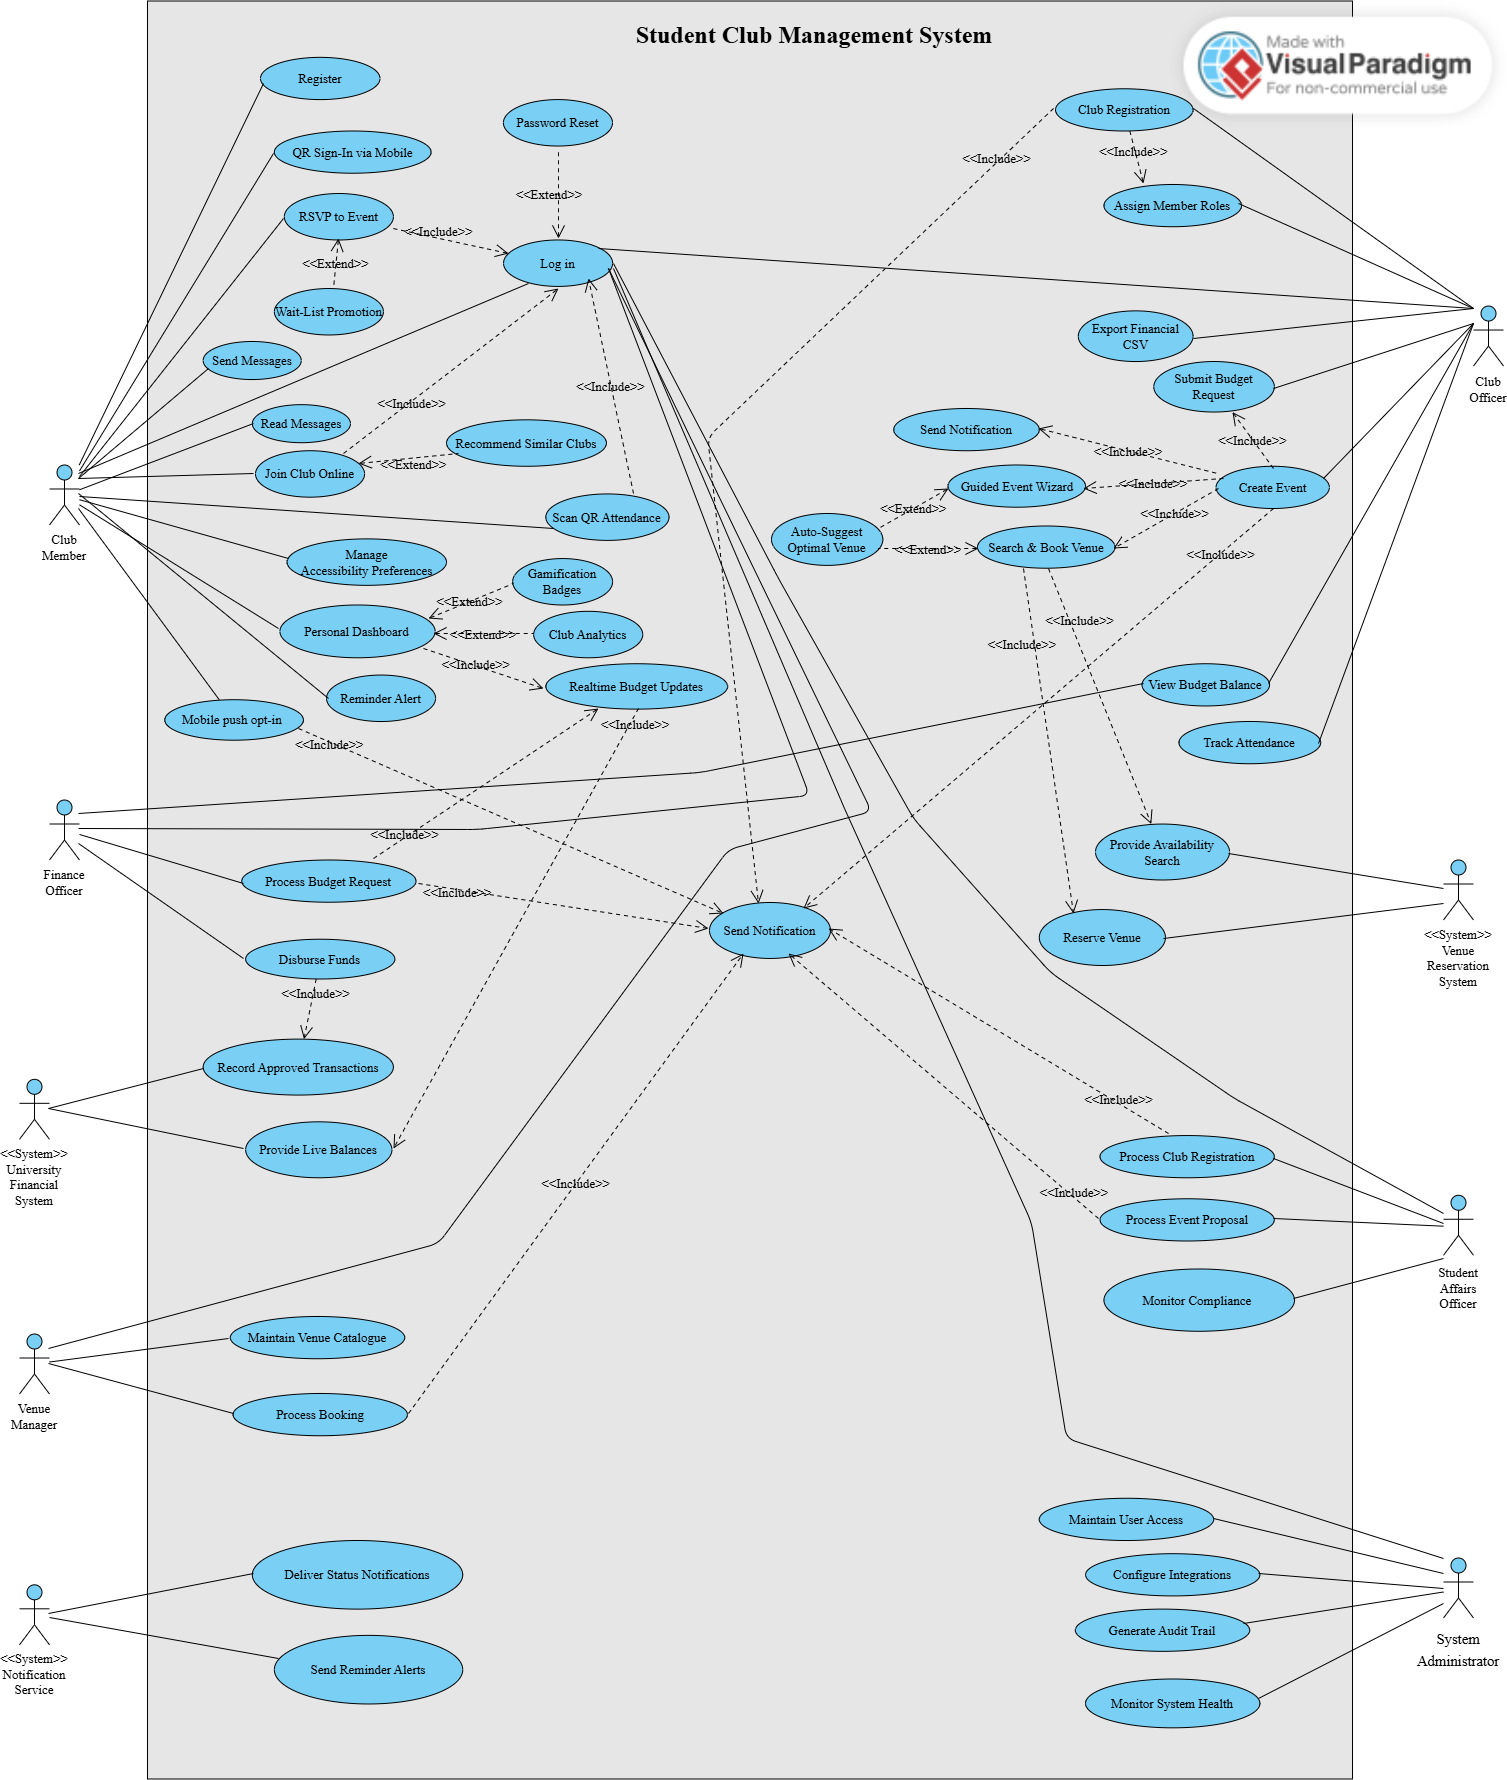 Student Club Management System
Made with
VisualParadigm
For non-commercial use
Register
Password Reset
Club Registration
QR Sign-In via Mobile
<<Include>>
<<Include>>
<<Extend>>
Assign Member Roles
RSVP to Event
<<Include>>
Log in
<<Extend>>
Wait-List Promotion
Export Financial
CSV
Send Messages
<<Include>>
Submit Budget
Request
Club
Officer
<<Include>>
Read Messages
Send Notification
Recommend Similar Clubs
<<Include>>
<<Include>>
Join Club Online
<<Extend>>
Guided Event Wizard
<<Include>>
Create Event
<<Extend>>
<<Include>>
Scan QR Attendance
Club
Member
Auto-Suggest
Optimal Venue
<<Extend>>
Search & Book Venue
<<Include>>
Manage
Accessibility Preferences
Gamification
Badges
<<Extend>>
<<Include>>
Personal Dashboard
<<Extend>>
Club Analytics
<<Include>>
<<Include>>
Realtime Budget Updates
View Budget Balance
Reminder Alert
Mobile push opt-in
<<Include>>
<<Include>>
Track Attendance
<<Include>>
Provide Availability
Search
Finance
Officer
Process Budget Request
<<Include>>
Send Notification
Reserve Venue
<<System>>
Venue
Reservation
System
Disburse Funds
<<Include>>
Record Approved Transactions
<<Include>>
<<System>>
University
Financial
System
Provide Live Balances
Process Club Registration
<<Include>>
<<Include>>
Process Event Proposal
Student
Affairs
Officer
Monitor Compliance
Maintain Venue Catalogue
Venue
Manager
Process Booking
Maintain User Access
Deliver Status Notifications
Configure Integrations
Generate Audit Trail
System
Administrator
<<System>>
Notification
Service
Send Reminder Alerts
Monitor System Health